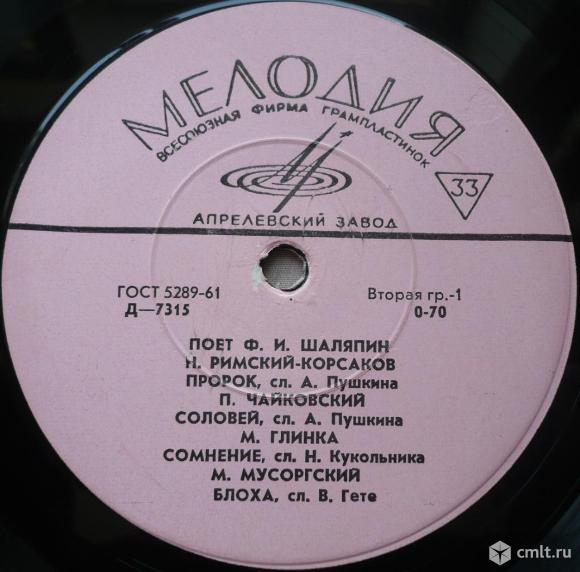 МЕЛОДИЯ
ВСЕСОЮЗНАЯ ФИРМА ГРАМПЛАСТИНОК
33
АПРЕЛЕВСКИЙ ЗАВОД
ГОСТ 5289-61 Вторая гр.-1
Д—7315 0-70
ПОЕТ Ф. И. ШАЛЯПИН
Н. РИМСКИЙ-КОРСАКОВ
ПРОРОК, сл. А. Пушкина
П. ЧАЙКОВСКИЙ
СОЛОВЕЙ, сл. А. Пушкина
М. ГЛИНКА
СОМНЕНИЕ, сл. Н. Кукольника
М. МУСОРГСКИЙ
БЛОХА, сл. В. Гете
cmlt.ru